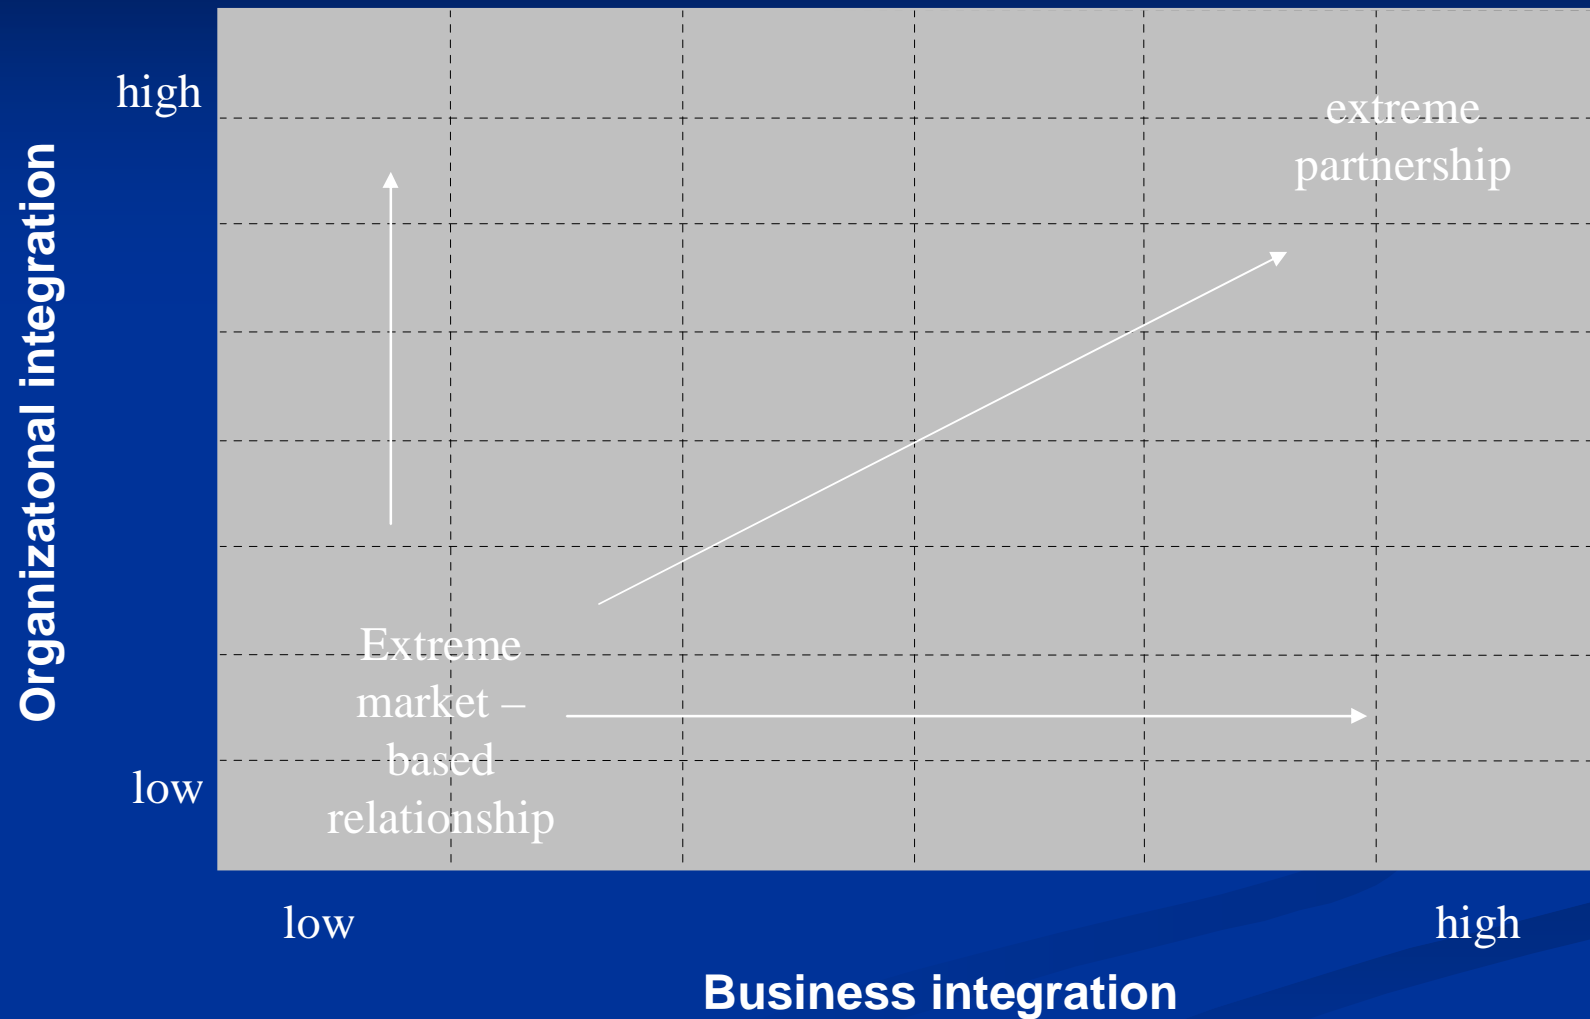 high
extreme
partnership
Organizatonal integration
Extreme
market –
based
relationship
low
low
high
Business integration